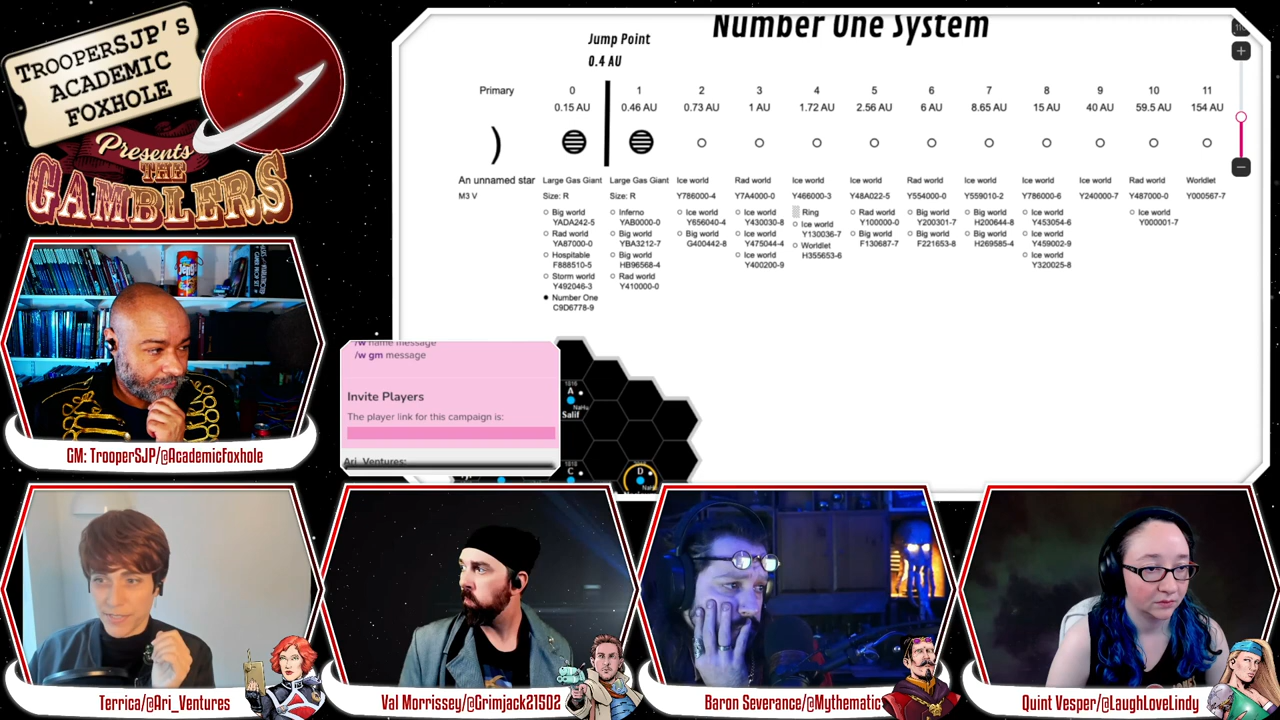 TROOPERSJP'S
ACADEMIC
FOXHOLE
Presents
THE
GAMBLERS
Number One System
Jump Point
0.4 AU
Primary 0 1 2 3 4 5 6 7 8 9 10 11
0.15 AU 0.46 AU 0.73 AU 1 AU 1.72 AU 2.56 AU 6 AU 8.65 AU 15 AU 40 AU 59.5 AU 154 AU
An unnamed star Large Gas Giant Large Gas Giant Ice world Rad world Ice world Ice world Rad world Ice world Ice world Ice world Rad world Worldlet
M3 V Size: R Size: R Y786000-4 Y7A4000-0 Y466000-3 Y48A022-5 Y554000-0 Y559010-2 Y786000-6 Y240000-7 Y487000-0 Y000567-7
Big world Inferno Ice world Ice world Ring Rad world Big world Big world Ice world Ice world
YADA242-5 YAB0000-0 Y656040-4 Y430030-8 Ice world Y100000-0 Y200301-7 H200644-8 Y453054-6 Y000001-7
Rad world Big world Big world Ice world Y130036-7 Big world Big world Big world Ice world
YA87000-0 YBA3212-7 G400442-8 Y475044-4 Worldlet F130687-7 F221653-8 H269585-4 Y459002-9
Hospitable Big world Ice world H355653-6 Ice world
F888510-5 HB96568-4 Y400200-9 Y320025-8
Storm world Rad world
Y492046-3 Y410000-0
Number One
C9D6778-9
/w name message
/w gm message
Invite Players
The player link for this campaign is:
Ari_Ventures:
A
NaHu
Salif
C
D
GM: TrooperSJP/@AcademicFoxhole
Terrica/@Ari_Ventures
Val Morrissey/@Grimjack21502
Baron Severance/@Mythematic
Quint Vesper/@LaughLoveLindy